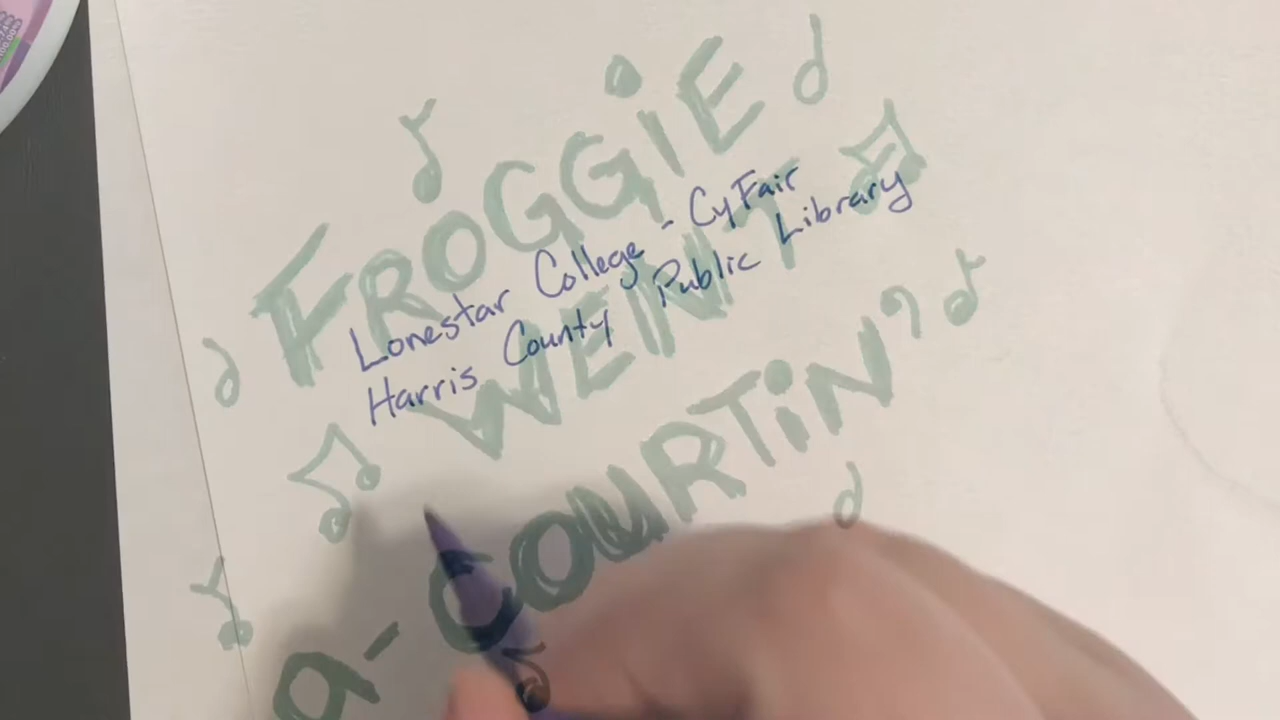 FROGGiE
WENT
a-COURTiN'
Lonestar College - CyFair
Harris County Public Library